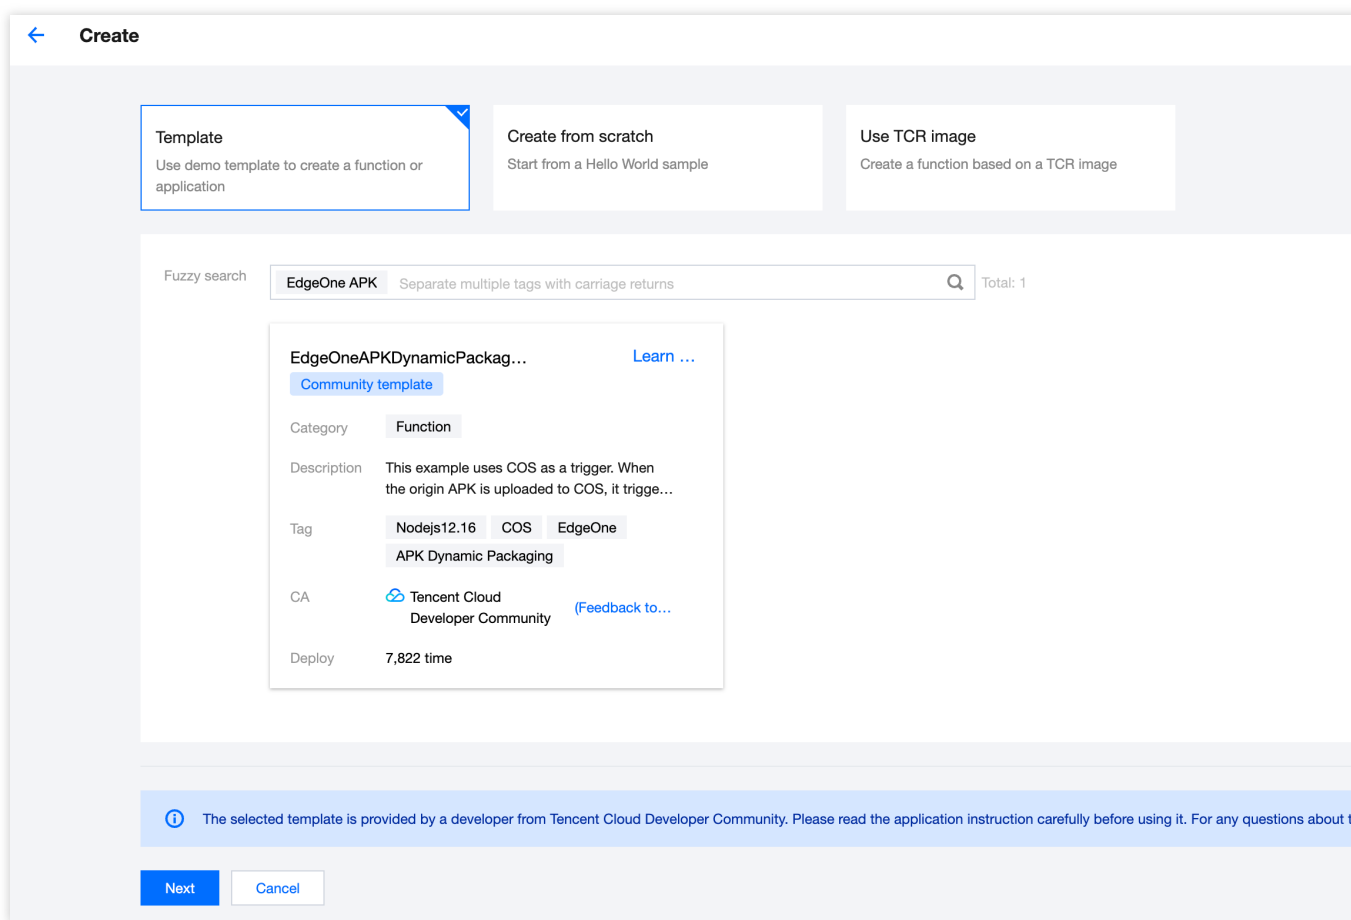 Create
Template
Use demo template to create a function or
application
Create from scratch
Start from a Hello World sample
Use TCR image
Create a function based on a TCR image
Fuzzy search
EdgeOne APK
Separate multiple tags with carriage returns
Total: 1
EdgeOneAPKDynamicPackag...
Learn ...
Community template
Category
Function
Description
This example uses COS as a trigger. When
the origin APK is uploaded to COS, it trigge...
Tag
Nodejs12.16
COS
EdgeOne
APK Dynamic Packaging
CA
Tencent Cloud
Developer Community
(Feedback to...
Deploy
7,822 time
The selected template is provided by a developer from Tencent Cloud Developer Community. Please read the application instruction carefully before using it. For any questions about
Next
Cancel